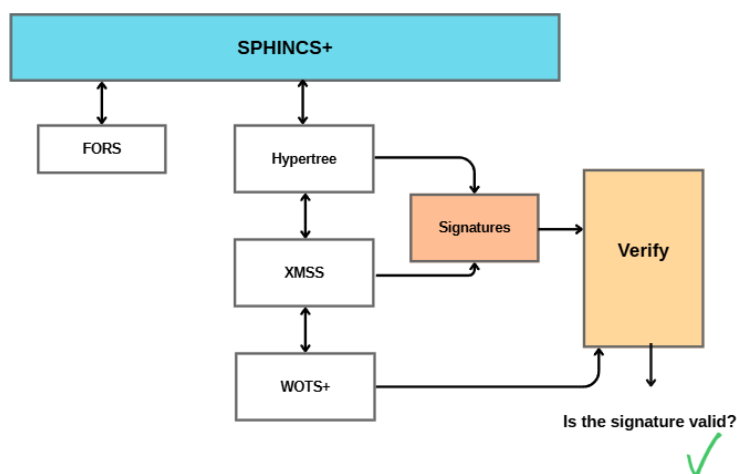 SPHINCS+
FORS
Hypertree
Signatures
Verify
XMSS
WOTS+
Is the signature valid?